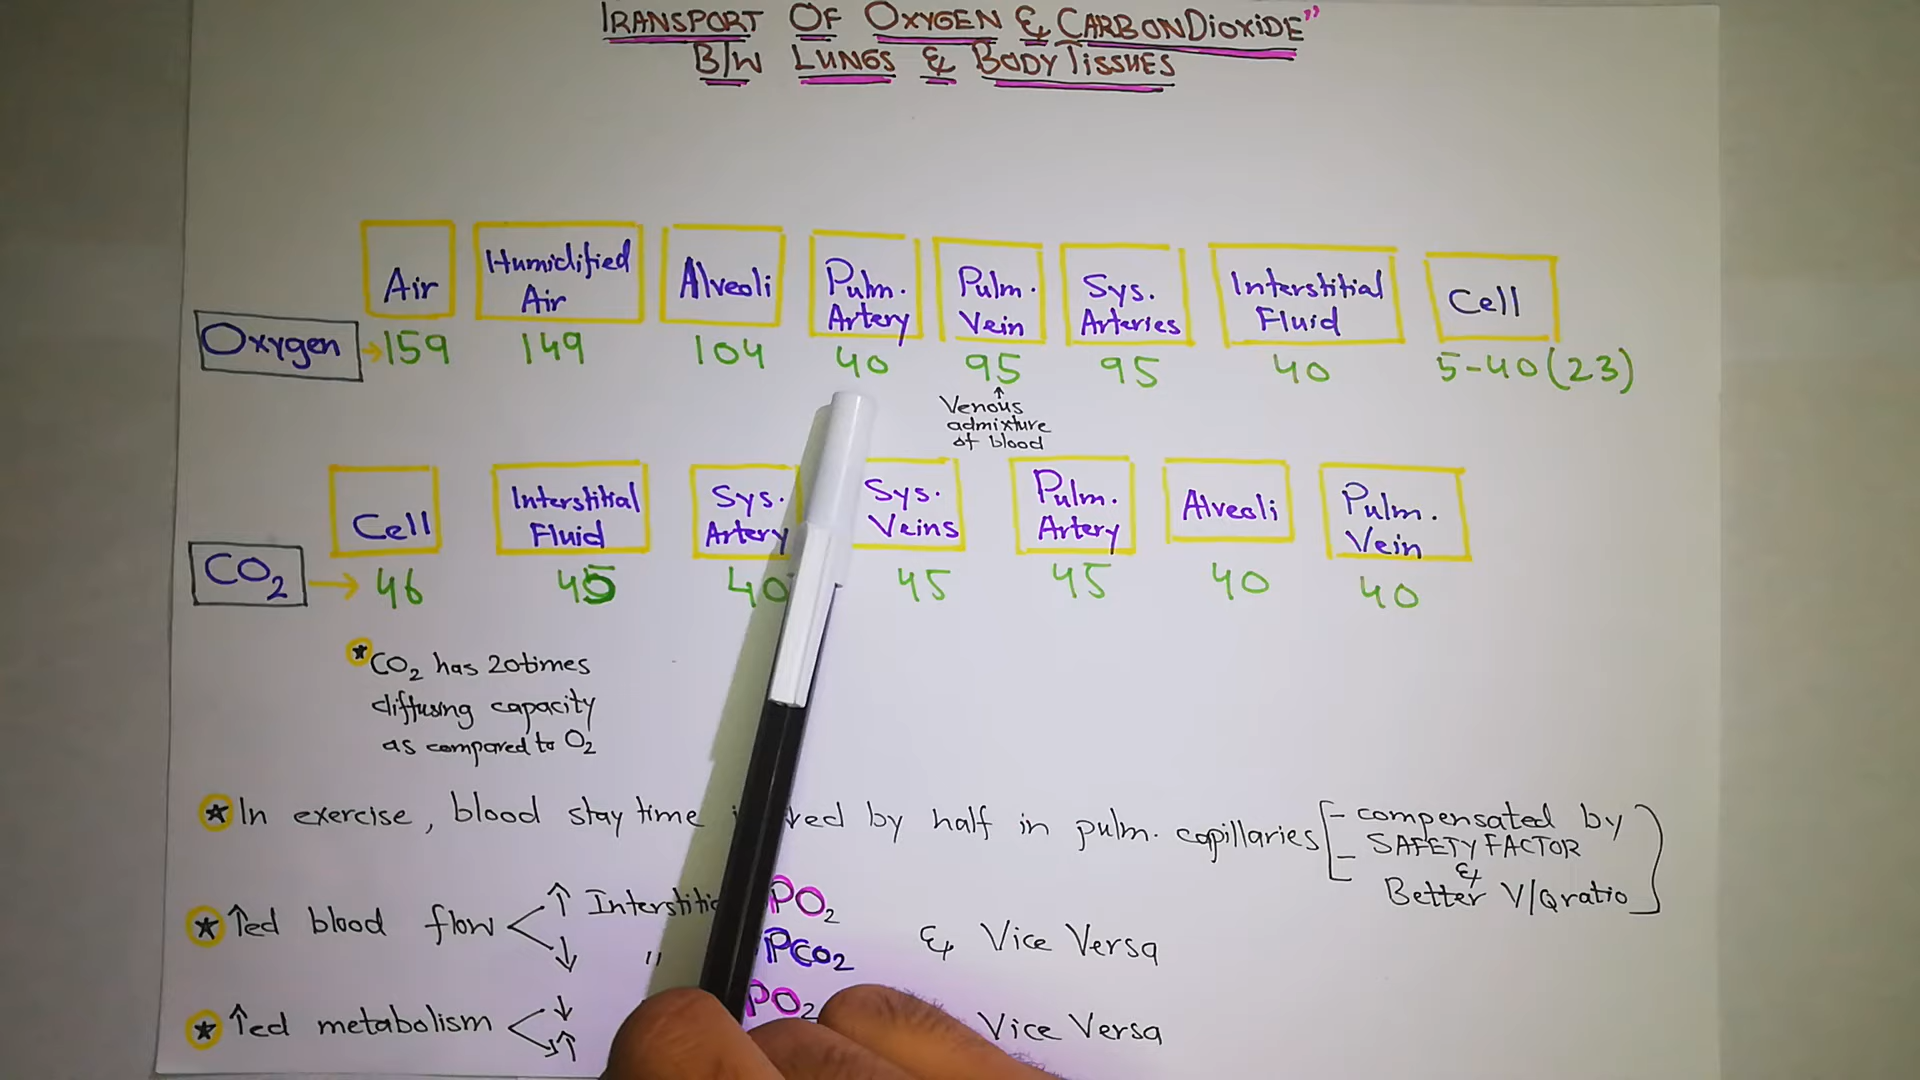 TRANSPORT OF OXYGEN & CARBONDIOXIDE"
B/W LUNGS & BODY TISSUES
Air
Humidified
Air
Alveoli
Pulm.
Artery
Pulm.
Vein
Sys.
Arteries
Interstitial
Fluid
Cell
Oxygen → 159 149 104 40 95 95 40 5-40 (23)
↑
Venous
admixture
of blood
Cell
Interstitial
Fluid
Sys.
Artery
Sys.
Veins
Pulm.
Artery
Alveoli
Pulm.
Vein
CO2 → 46 45 40 45 45 40 40
* CO2 has 20 times
diffusing capacity
as compared to O2
★ In exercise, blood stay time red by half in pulm. capillaries [- compensated by
- SAFETY FACTOR
&
Better V/Q ratio]
★ ↑ed blood flow < ↑ PO2
↓ " PCO2 & Vice Versa
★ ↑ed metabolism < ↓ PO2
↑ Vice Versa